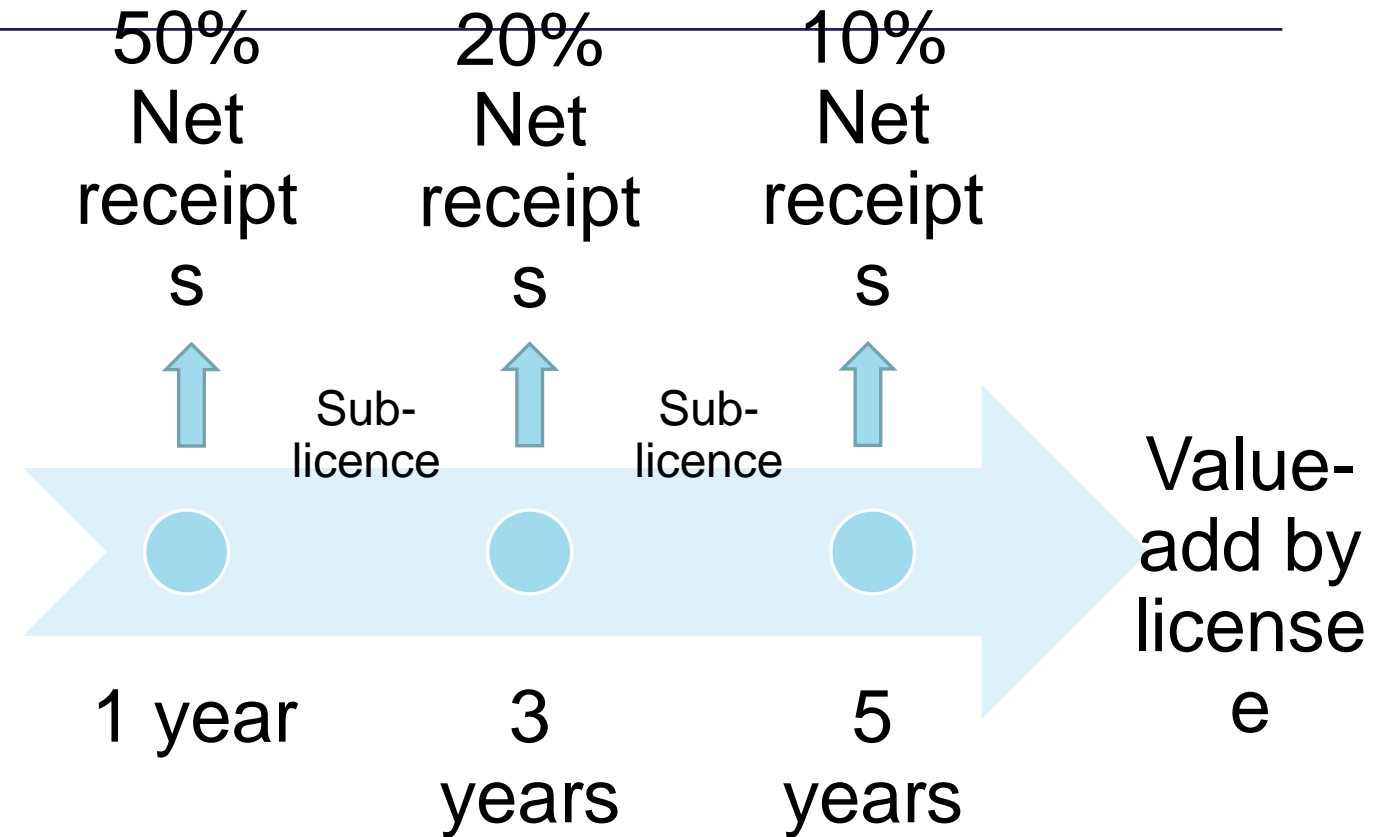 50%
Net
receipt
s
20%
Net
receipt
s
10%
Net
receipt
s
Sub-
licence
Sub-
licence
Value-
add by
license
e
1 year
3
years
5
years